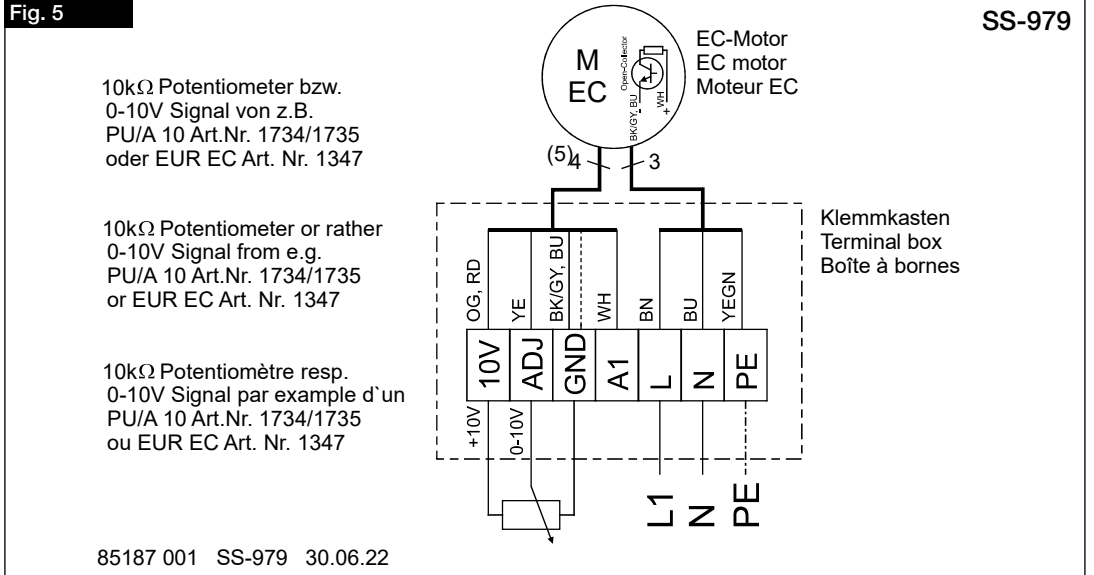 Fig. 5
SS-979
10kΩ Potentiometer bzw.
0-10V Signal von z.B.
PU/A 10 Art.Nr. 1734/1735
oder EUR EC Art. Nr. 1347
10kΩ Potentiometer or rather
0-10V Signal from e.g.
PU/A 10 Art.Nr. 1734/1735
or EUR EC Art. Nr. 1347
10kΩ Potentiomètre resp.
0-10V Signal par example d`un
PU/A 10 Art.Nr. 1734/1735
ou EUR EC Art. Nr. 1347
M
EC
Open-Collector
BK/GY, BU
-
+ WH
EC-Motor
EC motor
Moteur EC
(5)
4
3
Klemmkasten
Terminal box
Boîte à bornes
OG, RD
YE
BK/GY, BU
WH
BN
BU
YEGN
10V
ADJ
GND
A1
L
N
PE
+10V
0-10V
L1
N
PE
85187 001 SS-979 30.06.22